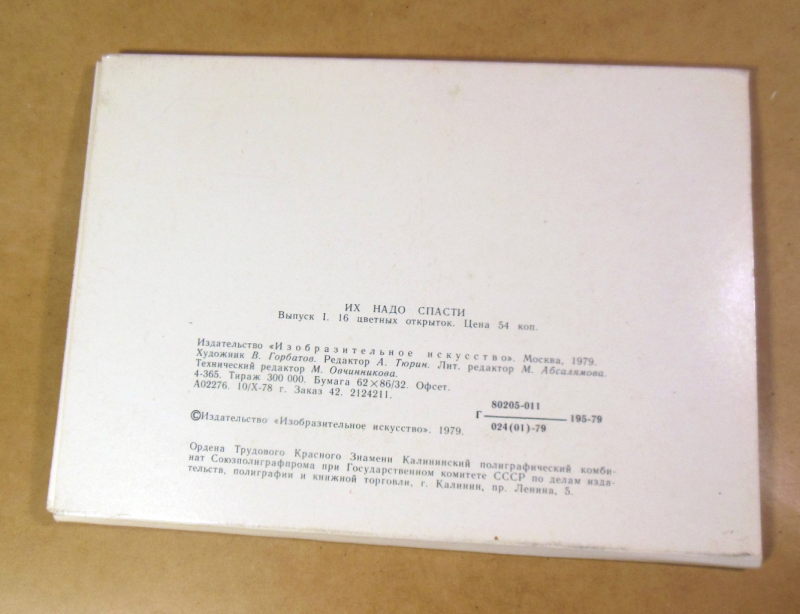 ИХ НАДО СПАСТИ
Выпуск I. 16 цветных открыток. Цена 54 коп.
Издательство «Изобразительное искусство». Москва, 1979.
Художник В. Горбатов. Редактор А. Тюрин. Лит. редактор М. Абсалямова.
Технический редактор М. Овчинникова.
4-365. Тираж 300 000. Бумага 62×86/32. Офсет.
А02276. 10/X-78 г. Заказ 42. 2124211.
80205-011
Г ——— 195-79
024(01)-79
©Издательство «Изобразительное искусство». 1979.
Ордена Трудового Красного Знамени Калининский полиграфический комби-
нат Союзполиграфпрома при Государственном комитете СССР по делам изда-
тельств, полиграфии и книжной торговли, г. Калинин, пр. Ленина, 5.